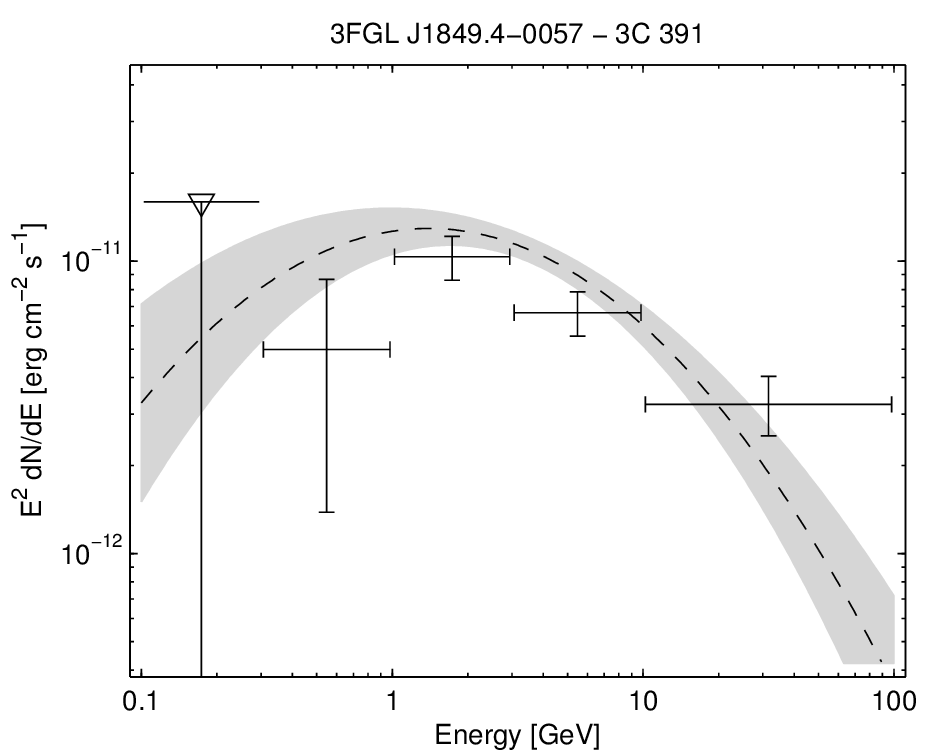 3FGL J1849.4−0057 − 3C 391
E² dN/dE [erg cm⁻² s⁻¹]
10⁻¹¹
10⁻¹²
0.1 1 10 100
Energy [GeV]